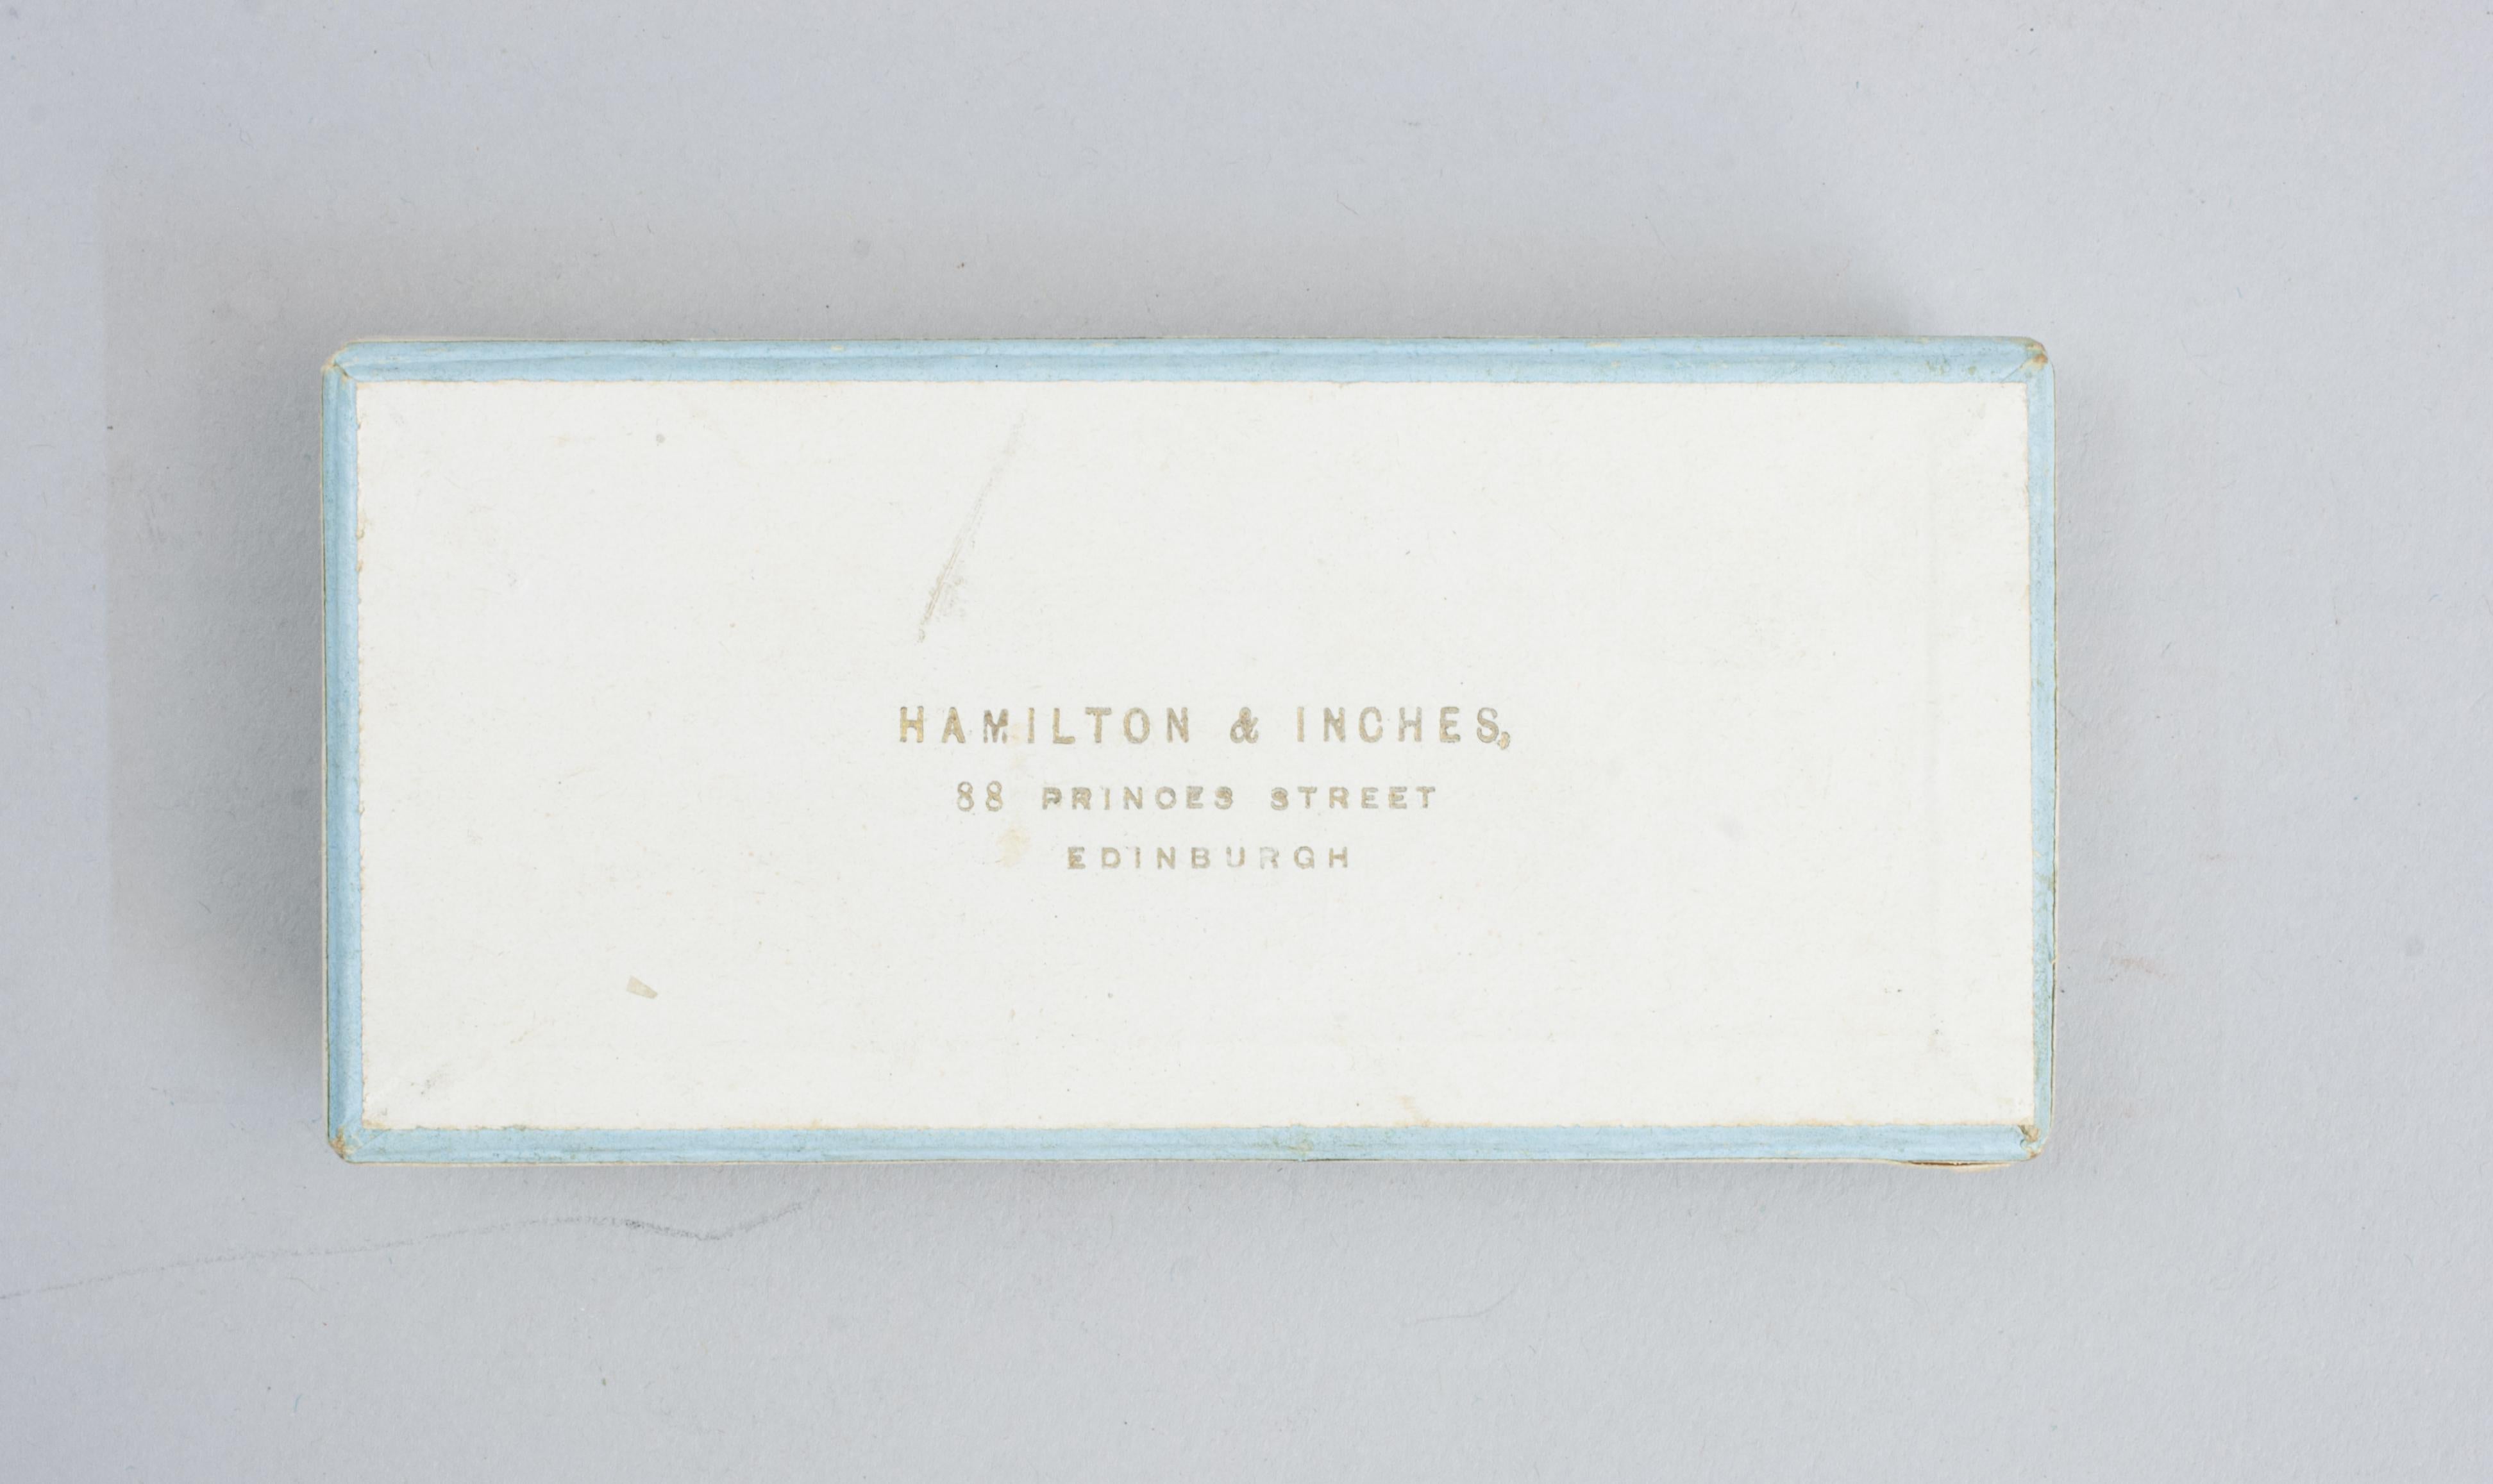 HAMILTON & INCHES,
88 PRINCES STREET
EDINBURGH